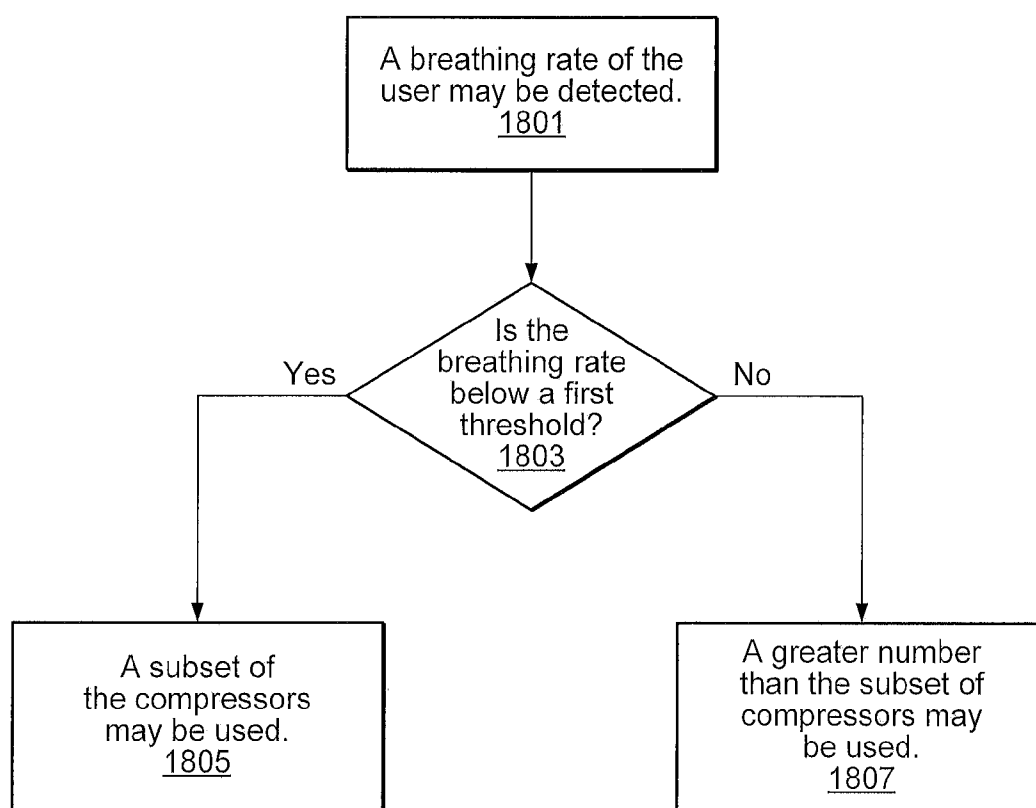 A breathing rate of the
user may be detected.
1801
Is the
breathing rate
below a first
threshold?
1803
Yes
No
A subset of
the compressors
may be used.
1805
A greater number
than the subset of
compressors may
be used.
1807